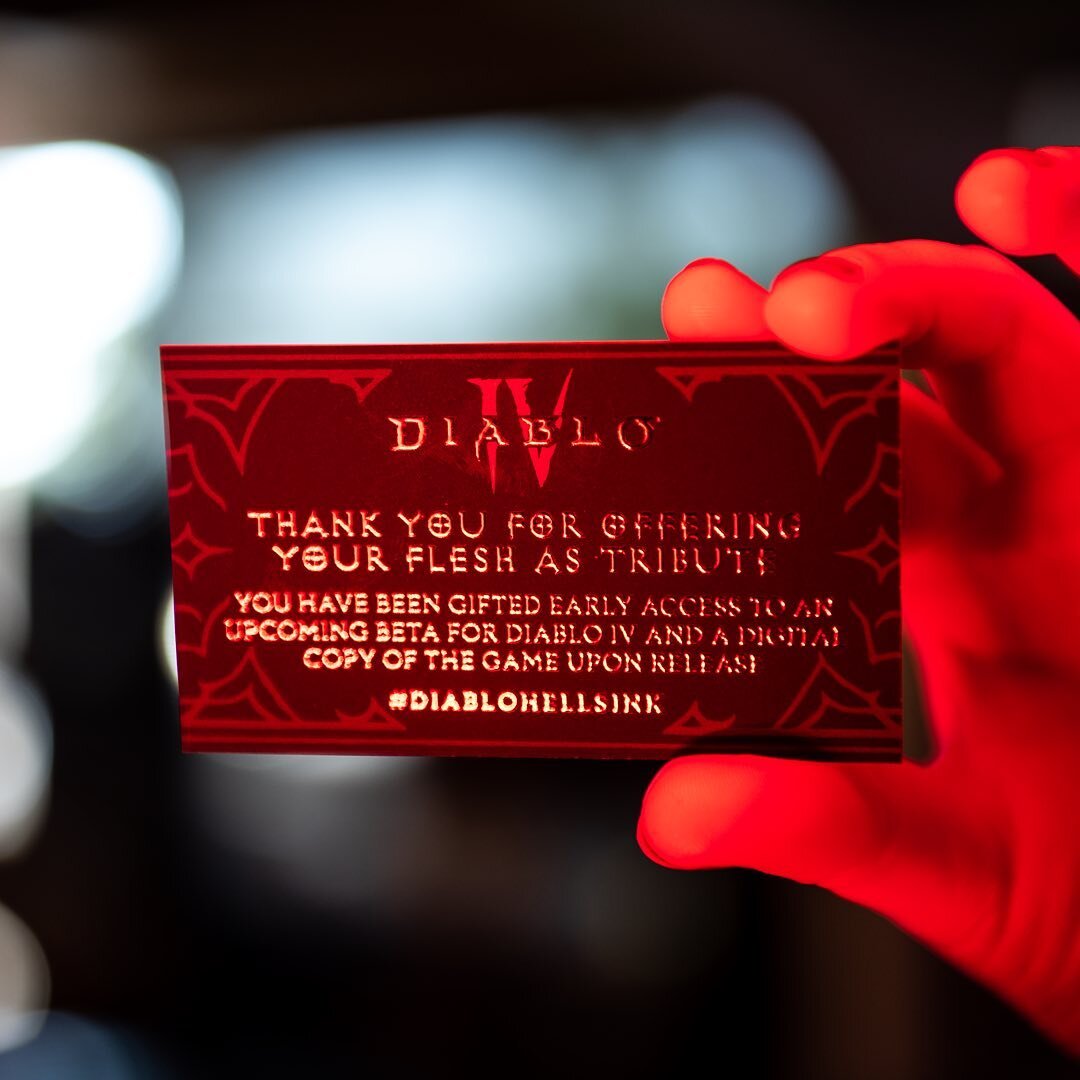 DIABLO IV
THANK YOU FOR OFFERING
YOUR FLESH AS TRIBUTE
YOU HAVE BEEN GIFTED EARLY ACCESS TO AN
UPCOMING BETA FOR DIABLO IV AND A DIGITAL
COPY OF THE GAME UPON RELEASE
#DIABLOHELLSINK